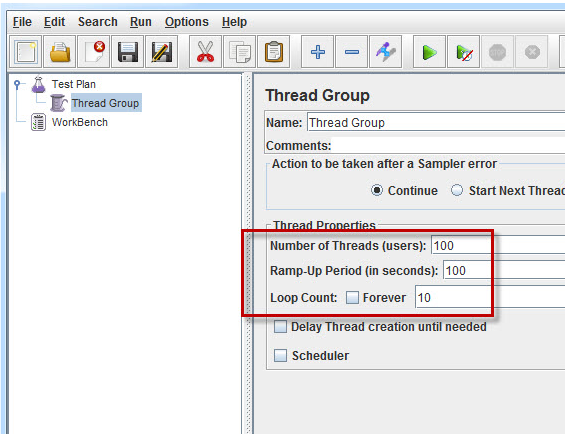 File Edit Search Run Options Help
Test Plan
Thread Group
WorkBench
Thread Group
Name: Thread Group
Comments:
Action to be taken after a Sampler error
Continue Start Next Threa
Thread Properties
Number of Threads (users): 100
Ramp-Up Period (in seconds): 100
Loop Count: Forever 10
Delay Thread creation until needed
Scheduler